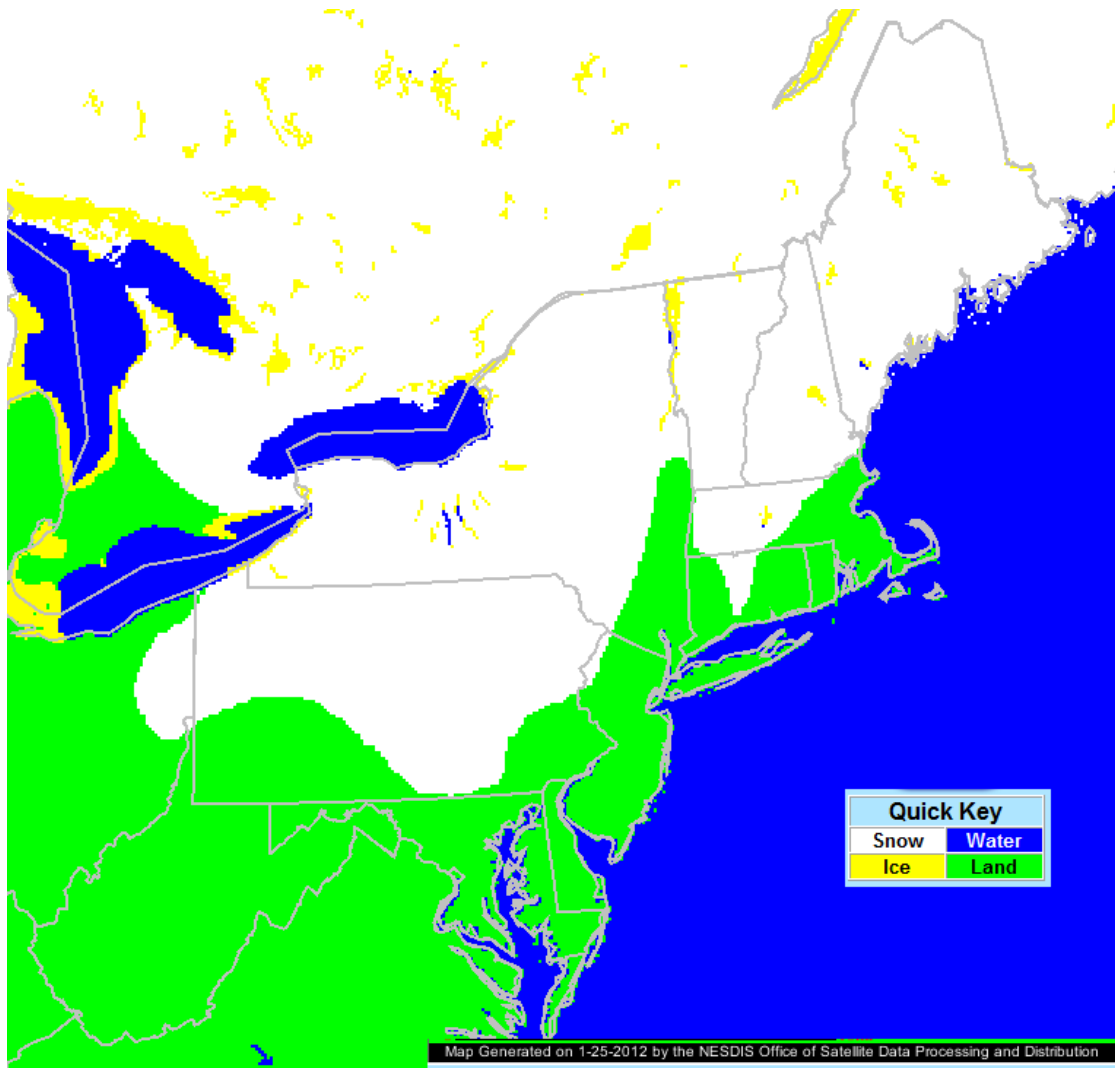 Quick Key
Snow Water
Ice Land
Map Generated on 1-25-2012 by the NESDIS Office of Satellite Data Processing and Distribution